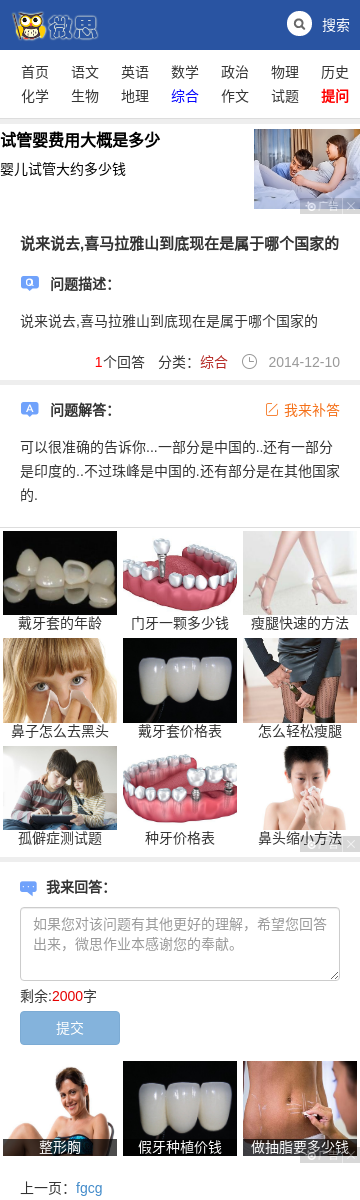 微思
搜索
首页 语文 英语 数学 政治 物理 历史
化学 生物 地理 综合 作文 试题 提问
试管婴费用大概是多少
婴儿试管大约多少钱
广告
说来说去,喜马拉雅山到底现在是属于哪个国家的
问题描述:
说来说去,喜马拉雅山到底现在是属于哪个国家的
1个回答 分类:综合 2014-12-10
问题解答:
我来补答
可以很准确的告诉你...一部分是中国的..还有一部分
是印度的..不过珠峰是中国的.还有部分是在其他国家
的.
戴牙套的年龄 门牙一颗多少钱 瘦腿快速的方法
鼻子怎么去黑头 戴牙套价格表 怎么轻松瘦腿
孤僻症测试题 种牙价格表 鼻头缩小方法
我来回答:
如果您对该问题有其他更好的理解，希望您回答
出来，微思作业本感谢您的奉献。
剩余:2000字
提交
整形胸 假牙种植价钱 做抽脂要多少钱
广告
上一页：fgcg